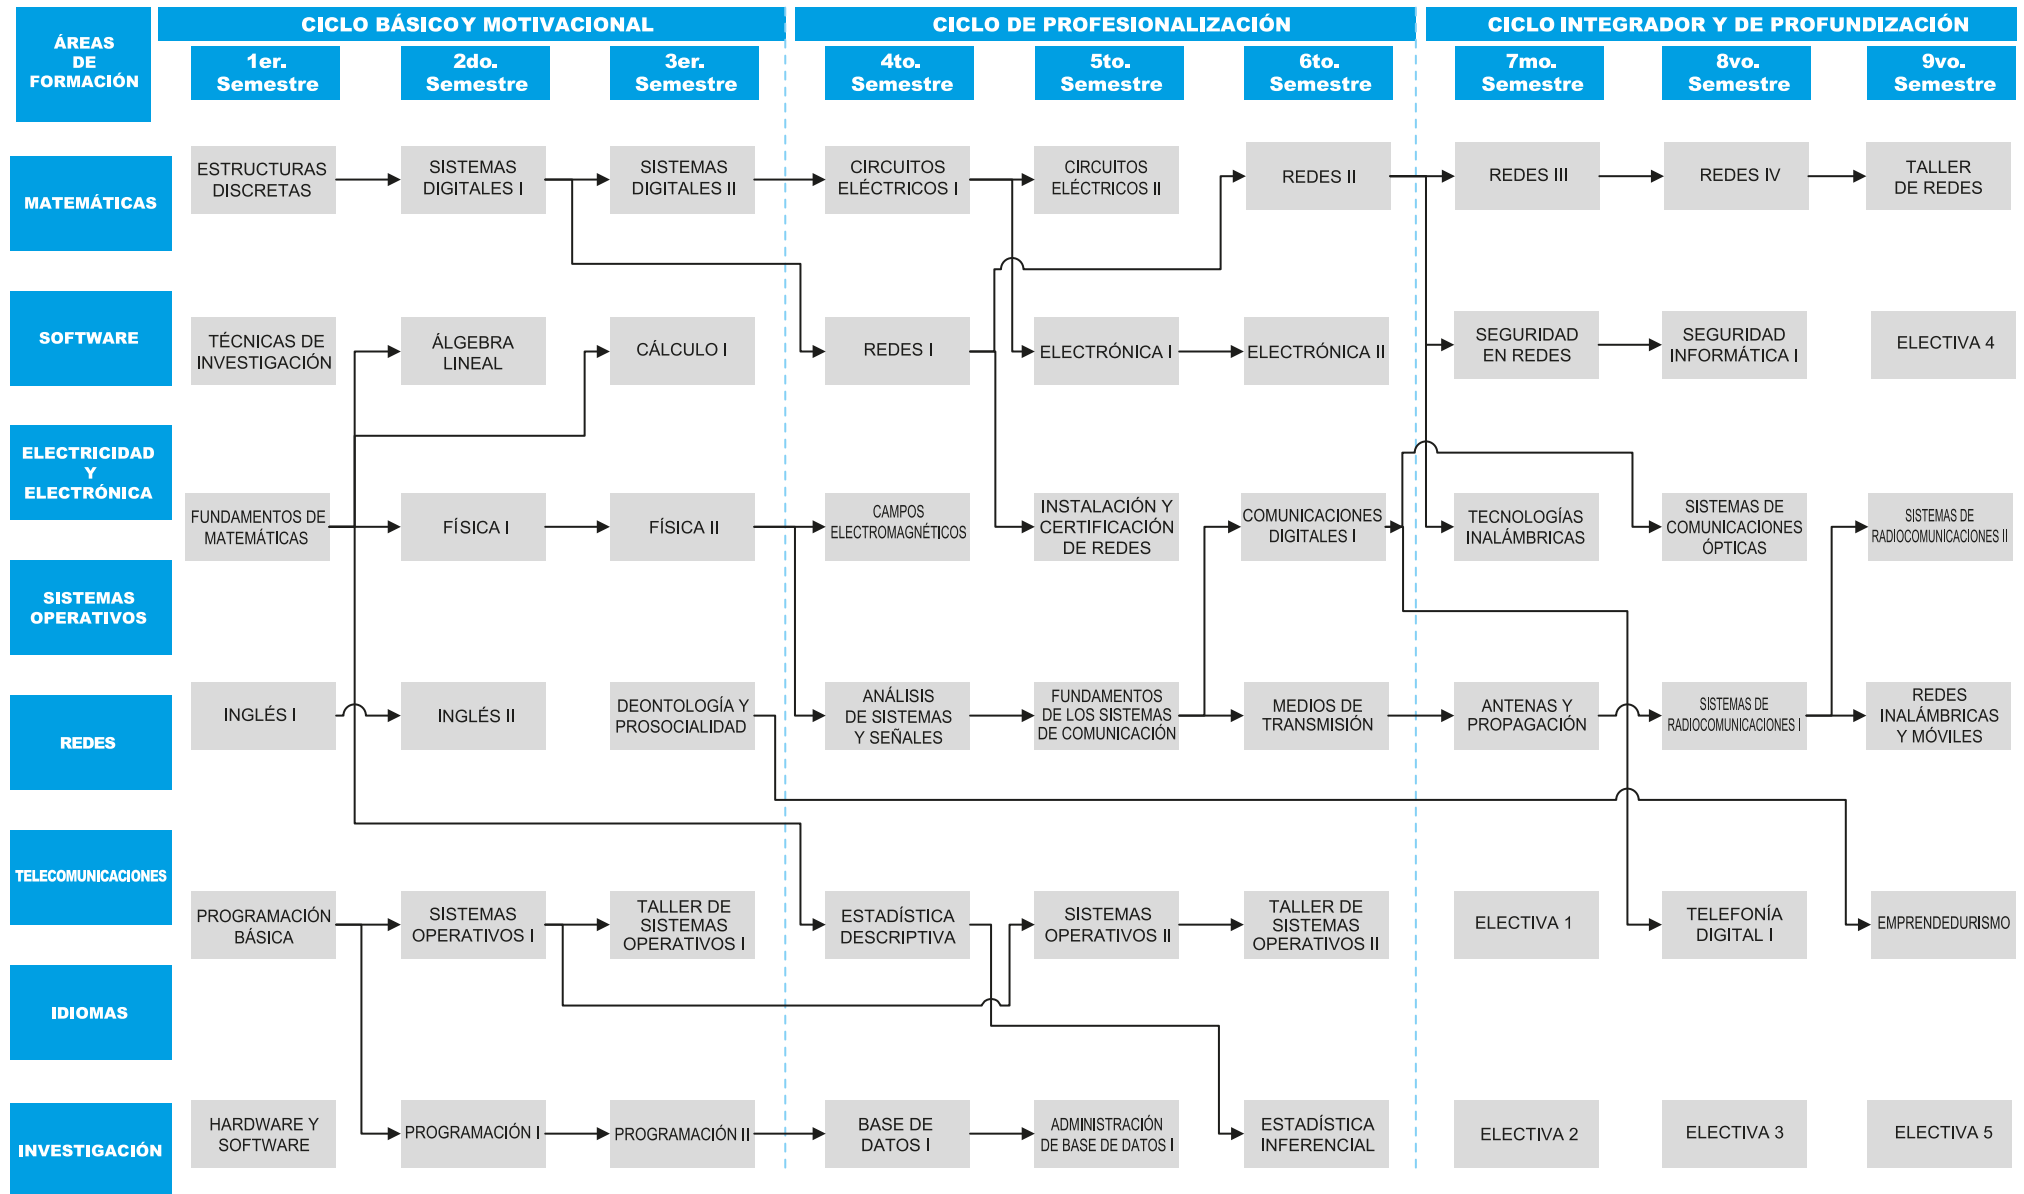 ÁREAS
DE
FORMACIÓN
CICLO BÁSICO Y MOTIVACIONAL
CICLO DE PROFESIONALIZACIÓN
CICLO INTEGRADOR Y DE PROFUNDIZACIÓN
1er.
Semestre
2do.
Semestre
3er.
Semestre
4to.
Semestre
5to.
Semestre
6to.
Semestre
7mo.
Semestre
8vo.
Semestre
9vo.
Semestre
MATEMÁTICAS
SOFTWARE
ELECTRICIDAD
Y
ELECTRÓNICA
SISTEMAS
OPERATIVOS
REDES
TELECOMUNICACIONES
IDIOMAS
INVESTIGACIÓN
ESTRUCTURAS
DISCRETAS
SISTEMAS
DIGITALES I
SISTEMAS
DIGITALES II
CIRCUITOS
ELÉCTRICOS I
CIRCUITOS
ELÉCTRICOS II
REDES II
REDES III
REDES IV
TALLER
DE REDES
TÉCNICAS DE
INVESTIGACIÓN
ÁLGEBRA
LINEAL
CÁLCULO I
REDES I
ELECTRÓNICA I
ELECTRÓNICA II
SEGURIDAD
EN REDES
SEGURIDAD
INFORMÁTICA I
ELECTIVA 4
FUNDAMENTOS DE
MATEMÁTICAS
FÍSICA I
FÍSICA II
CAMPOS
ELECTROMAGNÉTICOS
INSTALACIÓN Y
CERTIFICACIÓN
DE REDES
COMUNICACIONES
DIGITALES I
TECNOLOGÍAS
INALÁMBRICAS
SISTEMAS DE
COMUNICACIONES
ÓPTICAS
SISTEMAS DE
RADIOCOMUNICACIONES II
INGLÉS I
INGLÉS II
DEONTOLOGÍA Y
PROSOCIALIDAD
ANÁLISIS
DE SISTEMAS
Y SEÑALES
FUNDAMENTOS
DE LOS SISTEMAS
DE COMUNICACIÓN
MEDIOS DE
TRANSMISIÓN
ANTENAS Y
PROPAGACIÓN
SISTEMAS DE
RADIOCOMUNICACIONES I
REDES
INALÁMBRICAS
Y MÓVILES
PROGRAMACIÓN
BÁSICA
SISTEMAS
OPERATIVOS I
TALLER DE
SISTEMAS
OPERATIVOS I
ESTADÍSTICA
DESCRIPTIVA
SISTEMAS
OPERATIVOS II
TALLER DE
SISTEMAS
OPERATIVOS II
ELECTIVA 1
TELEFONÍA
DIGITAL I
EMPRENDEDURISMO
HARDWARE Y
SOFTWARE
PROGRAMACIÓN I
PROGRAMACIÓN II
BASE DE
DATOS I
ADMINISTRACIÓN
DE BASE DE DATOS I
ESTADÍSTICA
INFERENCIAL
ELECTIVA 2
ELECTIVA 3
ELECTIVA 5